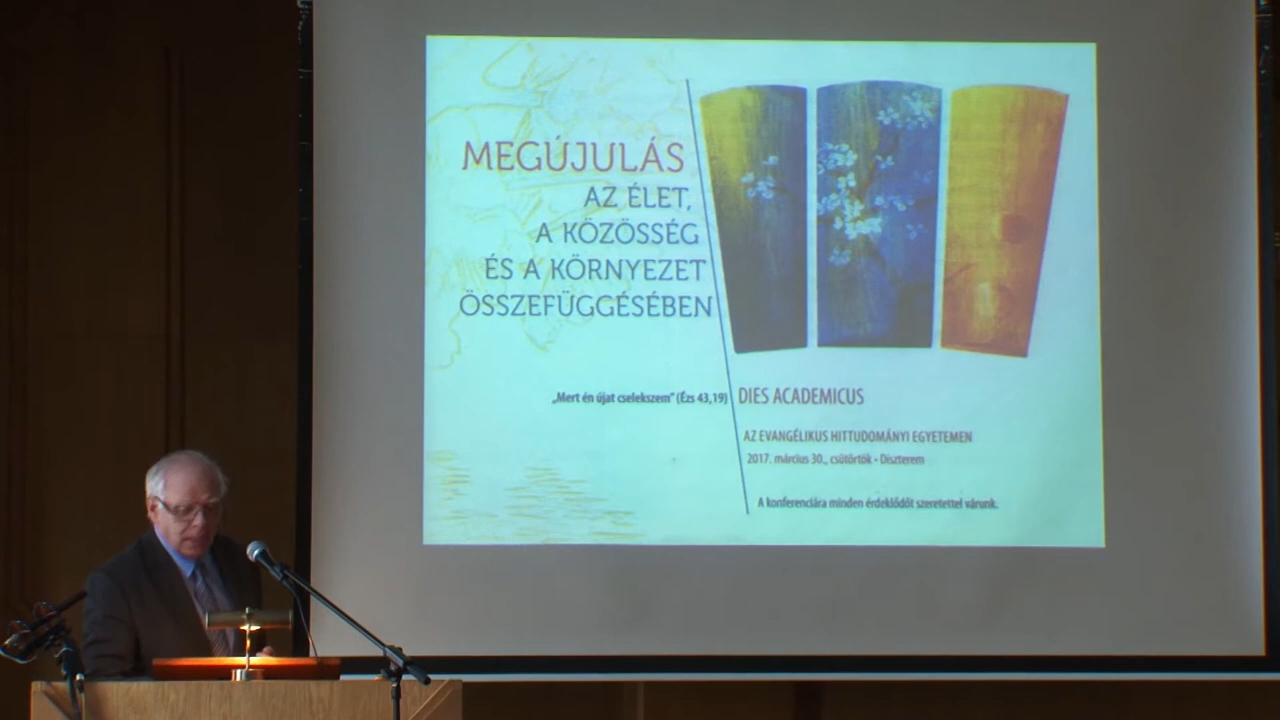 MEGÚJULÁS
AZ ÉLET,
A KÖZÖSSÉG
ÉS A KÖRNYEZET
ÖSSZEFÜGGÉSÉBEN
„Mert én újat cselekszem" (Ézs 43,19)
DIES ACADEMICUS
AZ EVANGÉLIKUS HITTUDOMÁNYI EGYETEMEN
2017. március 30., csütörtök - Díszterem
A konferenciára minden érdeklődőt szeretettel várunk.